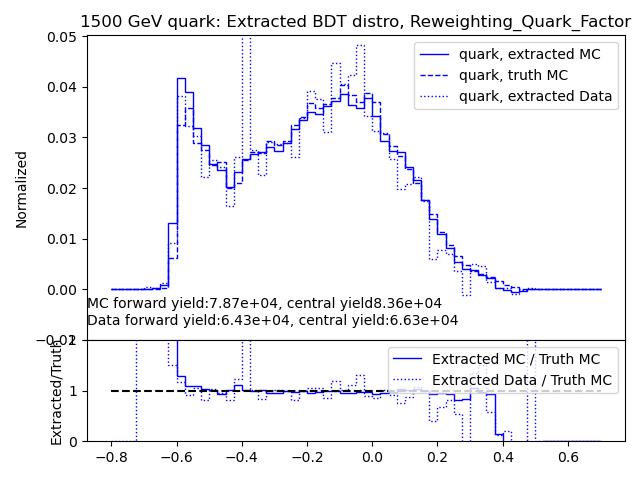 1500 GeV quark: Extracted BDT distro, Reweighting_Quark_Factor
0.05
0.04
0.03
0.02
0.01
0.00
−0.01
Normalized
quark, extracted MC
quark, truth MC
quark, extracted Data
MC forward yield:7.87e+04, central yield8.36e+04
Data forward yield:6.43e+04, central yield:6.63e+04
2
1
0
Extracted/Truth
Extracted MC / Truth MC
Extracted Data / Truth MC
−0.8 −0.6 −0.4 −0.2 0.0 0.2 0.4 0.6